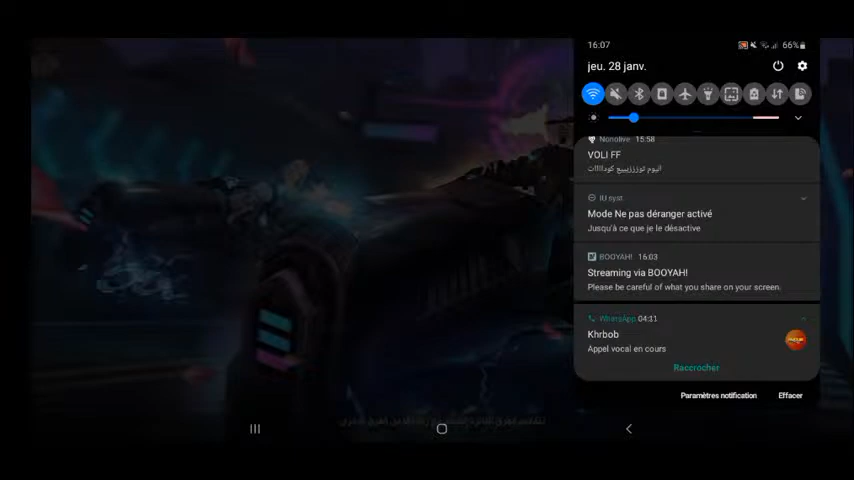 16:07
66%
jeu. 28 janv.
Nonolive 15:58
VOLI FF
اليوم توززززييييع كوداااااات
IU syst
Mode Ne pas déranger activé
Jusqu'à ce que je le désactive
BOOYAH! 16:03
Streaming via BOOYAH!
Please be careful of what you share on your screen.
WhatsApp 04:11
Khrbob
Appel vocal en cours
Raccrocher
Paramètres notification
Effacer